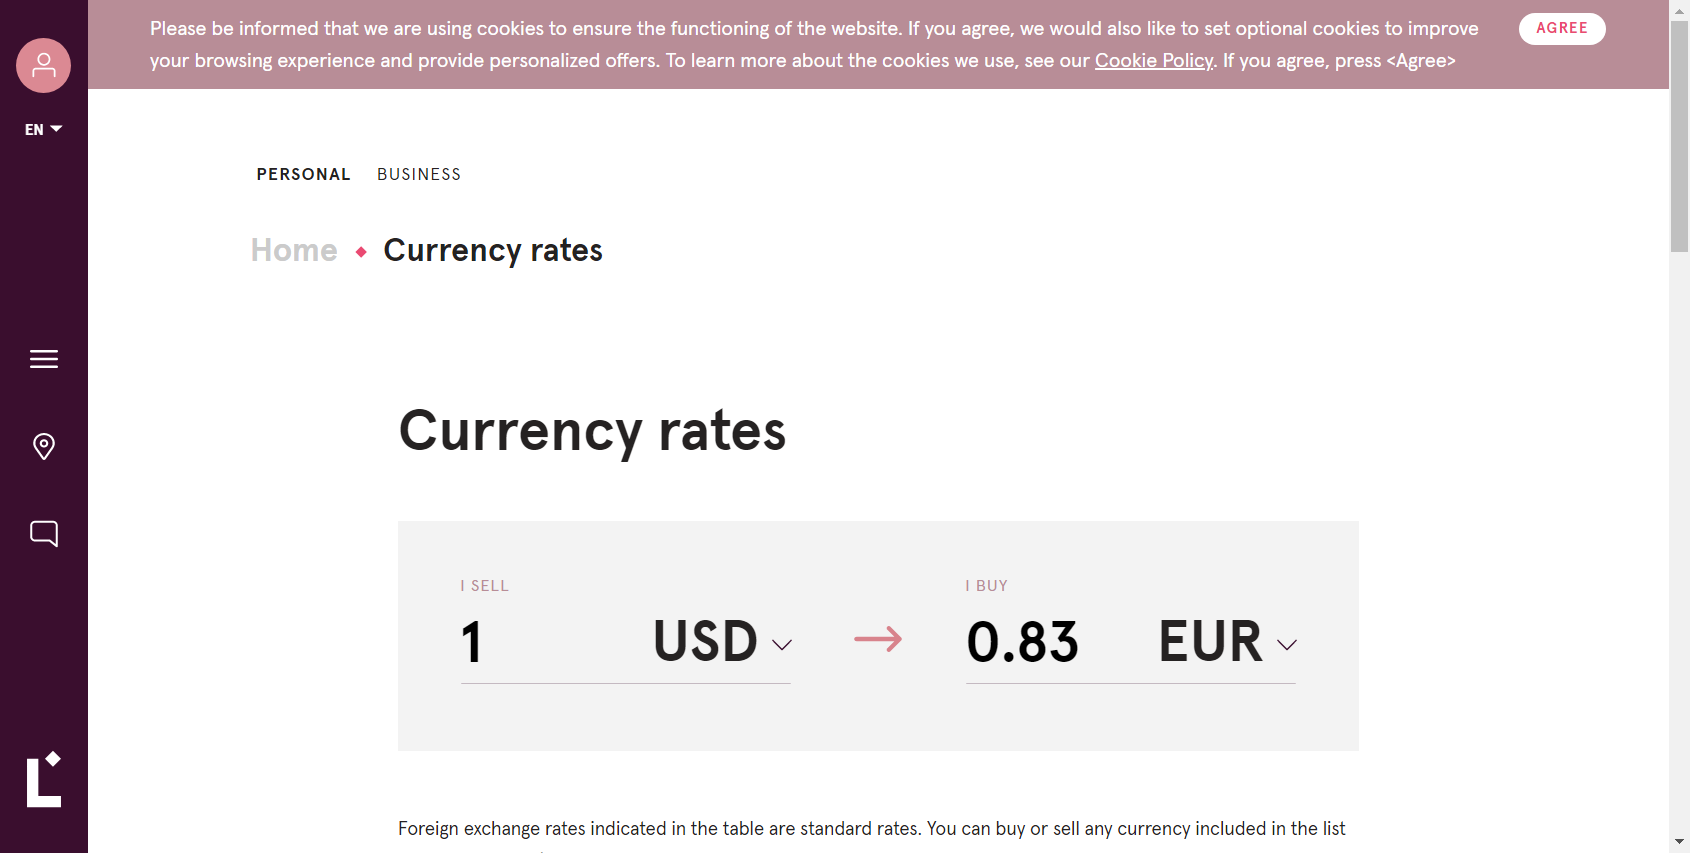 Please be informed that we are using cookies to ensure the functioning of the website. If you agree, we would also like to set optional cookies to improve
your browsing experience and provide personalized offers. To learn more about the cookies we use, see our Cookie Policy. If you agree, press <Agree>
AGREE
EN
PERSONAL BUSINESS
Home Currency rates
Currency rates
I SELL
1 USD
I BUY
0.83 EUR
Foreign exchange rates indicated in the table are standard rates. You can buy or sell any currency included in the list